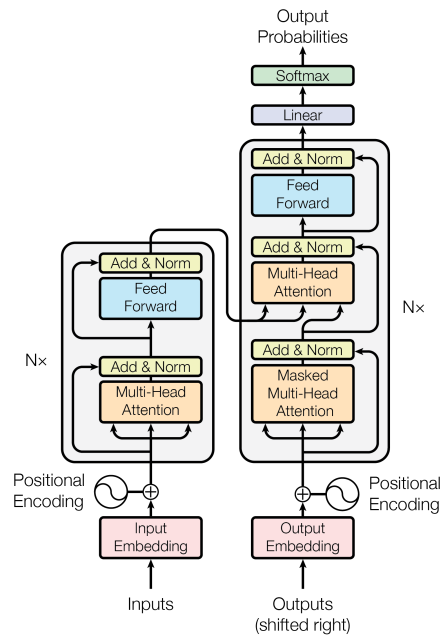 Output
Probabilities
Softmax
Linear
Add & Norm
Feed
Forward
Add & Norm
Multi-Head
Attention
Add & Norm
Masked
Multi-Head
Attention
N×
Add & Norm
Feed
Forward
Add & Norm
Multi-Head
Attention
N×
Positional
Encoding
Positional
Encoding
Input
Embedding
Output
Embedding
Inputs
Outputs
(shifted right)